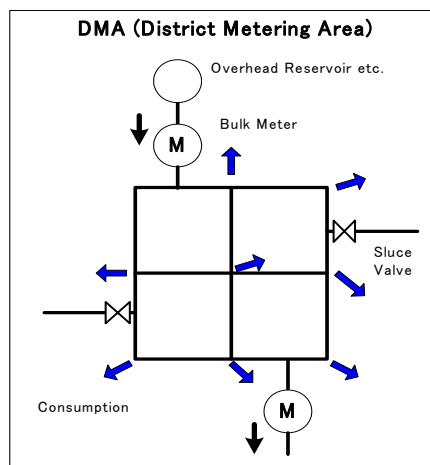 DMA (District Metering Area)
Overhead Reservoir etc.
Bulk Meter
M
Sluce
Valve
Consumption
M